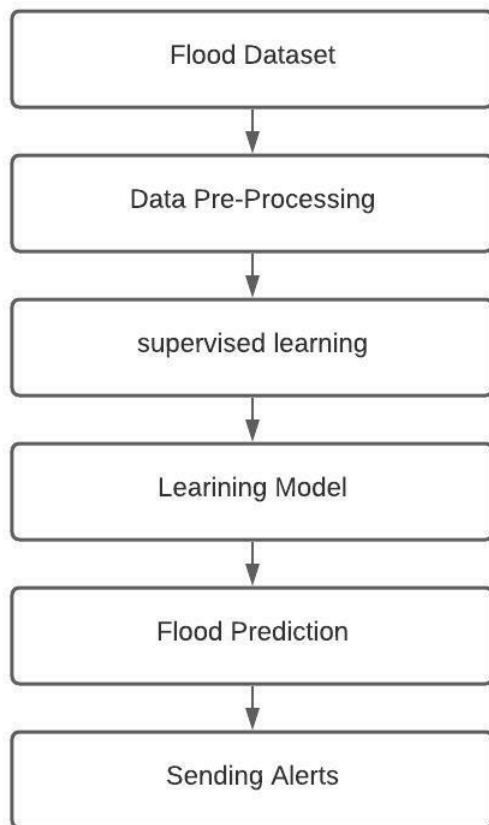 Flood Dataset
Data Pre-Processing
supervised learning
Learining Model
Flood Prediction
Sending Alerts